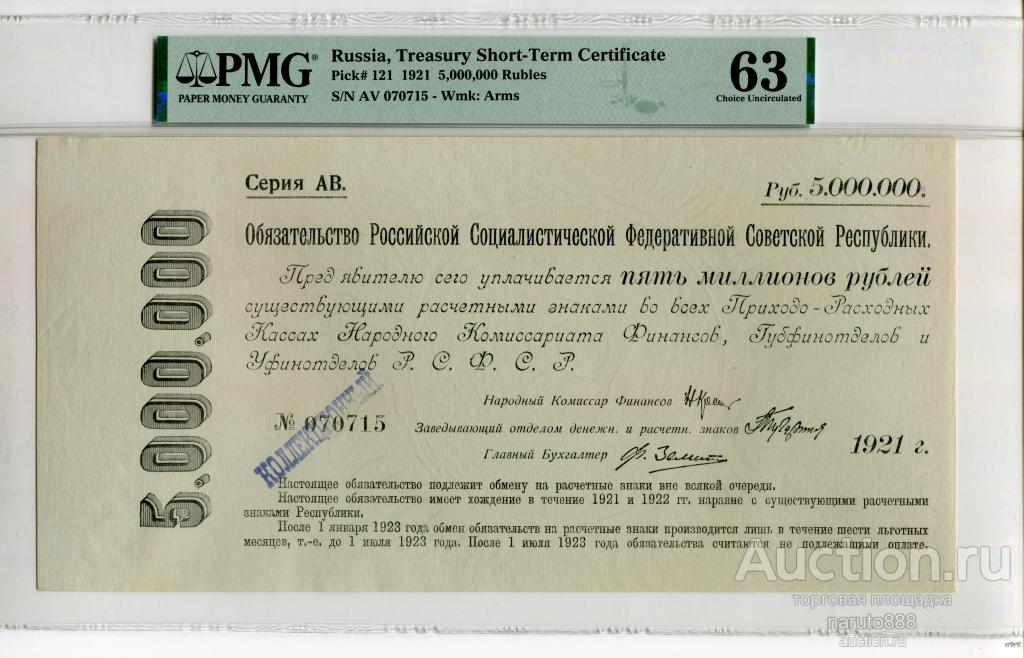 PMG®
PAPER MONEY GUARANTY
Russia, Treasury Short-Term Certificate
Pick# 121 1921 5,000,000 Rubles
S/N AV 070715 - Wmk: Arms
63
Choice Uncirculated
Серия АВ.
Руб. 5.000.000.
5.000.000
Обязательство Российской Социалистической Федеративной Советской Республики.
Предъявителю сего уплачивается пять миллионов рублей
существующими расчетными знаками во всех Приходо-Расходных
Кассах Народного Комиссариата Финансов, Губфинотделов и
Уфинотделов Р. С. Ф. С. Р.
Народный Комиссар Финансов
№ 070715
КОЛЛЕКЦИОННЫЙ
Заведывающий отделом денежн. и расчетн. знаков
Главный Бухгалтер
1921 г.
Настоящее обязательство подлежит обмену на расчетные знаки вне всякой очереди.
Настоящее обязательство имеет хождение в течение 1921 и 1922 гг. наравне с существующими расчетными
знаками Республики.
После 1 января 1923 года обмен обязательств на расчетные знаки производится лишь в течение шести льготных
месяцев, т.-е. до 1 июля 1923 года. После 1 июля 1923 года обязательства считаются не подлежащими оплате.
Auction.ru
торговая площадка
naruto888
auction.ru